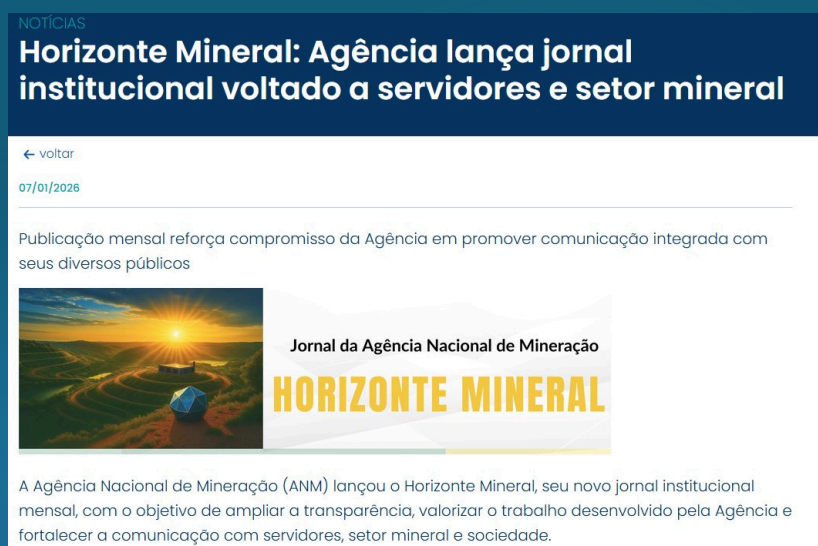 NOTÍCIAS
Horizonte Mineral: Agência lança jornal
institucional voltado a servidores e setor mineral
← voltar
07/01/2026
Publicação mensal reforça compromisso da Agência em promover comunicação integrada com
seus diversos públicos
Jornal da Agência Nacional de Mineração
HORIZONTE MINERAL
A Agência Nacional de Mineração (ANM) lançou o Horizonte Mineral, seu novo jornal institucional
mensal, com o objetivo de ampliar a transparência, valorizar o trabalho desenvolvido pela Agência e
fortalecer a comunicação com servidores, setor mineral e sociedade.